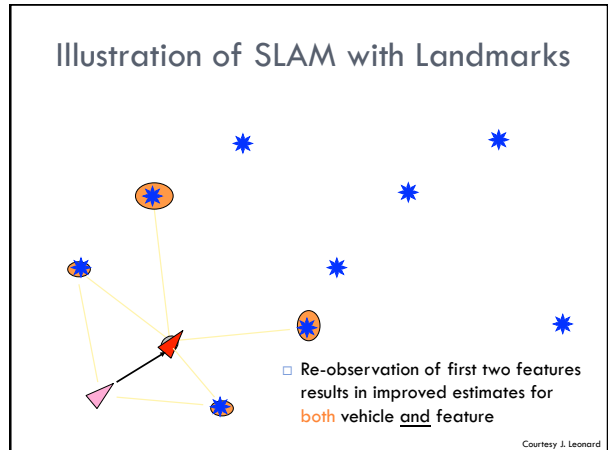 Illustration of SLAM with Landmarks
Re-observation of first two features
results in improved estimates for
both vehicle and feature
Courtesy J. Leonard